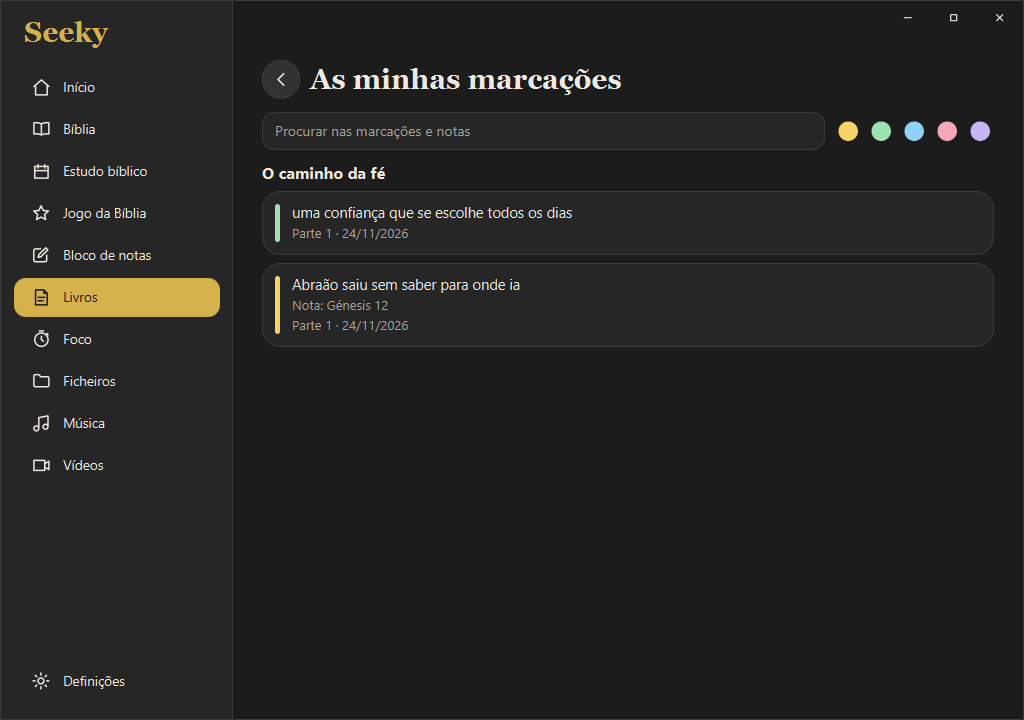 Seeky
Início
Bíblia
Estudo bíblico
Jogo da Bíblia
Bloco de notas
Livros
Foco
Ficheiros
Música
Vídeos
Definições
As minhas marcações
Procurar nas marcações e notas
O caminho da fé
uma confiança que se escolhe todos os dias
Parte 1 · 24/11/2026
Abraão saiu sem saber para onde ia
Nota: Génesis 12
Parte 1 · 24/11/2026